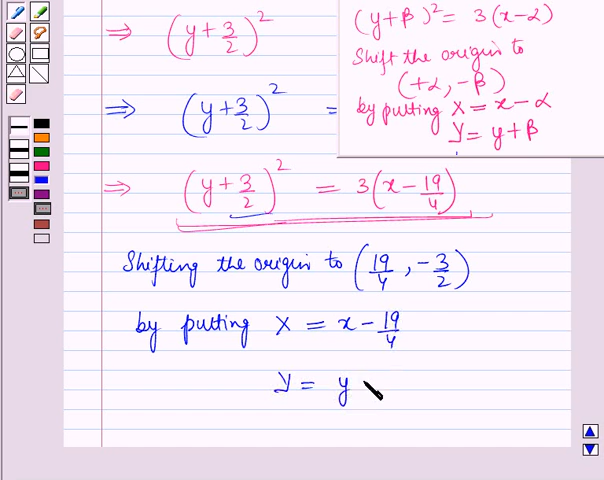 ⇒ (y + 3/2)²
⇒ (y + 3/2)² =
⇒ (y + 3/2)² = 3(x - 19/4)
Shifting the origin to (19/4, -3/2)
by putting X = x - 19/4
Y = y
(y + β)² = 3(x - α)
Shift the origin to
(+α, -β)
by putting X = x - α
Y = y + β